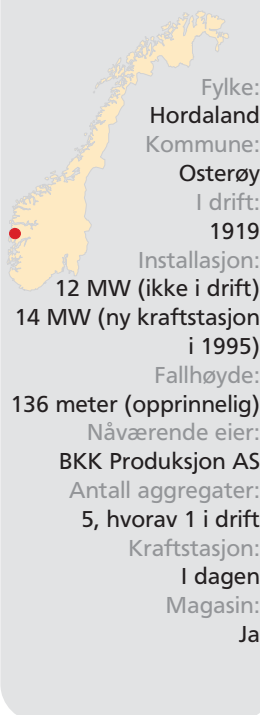 Fylke:
Hordaland
Kommune:
Osterøy
I drift:
1919
Installasjon:
12 MW (ikke i drift)
14 MW (ny kraftstasjon
i 1995)
Fallhøyde:
136 meter (opprinnelig)
Nåværende eier:
BKK Produksjon AS
Antall aggregater:
5, hvorav 1 i drift
Kraftstasjon:
I dagen
Magasin:
Ja